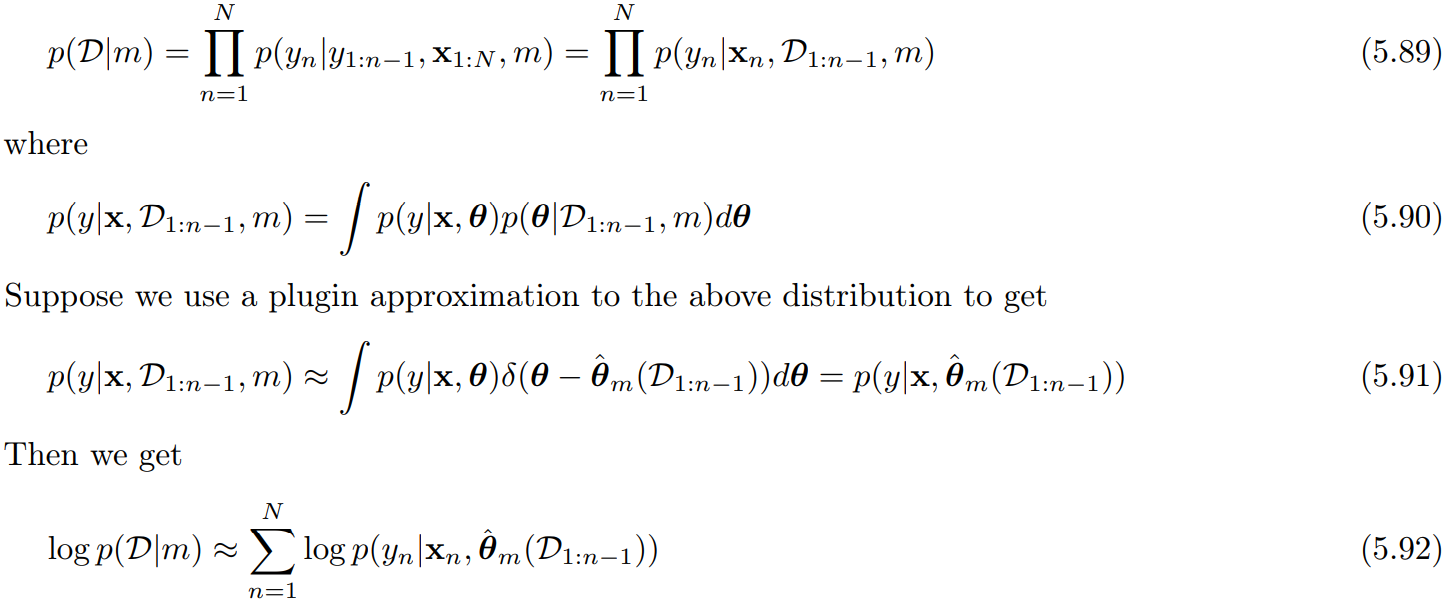 p(𝒟|m) = ∏_{n=1}^{N} p(y_n|y_{1:n−1}, 𝐱_{1:N}, m) = ∏_{n=1}^{N} p(y_n|𝐱_n, 𝒟_{1:n−1}, m) (5.89)
where
p(y|𝐱, 𝒟_{1:n−1}, m) = ∫ p(y|𝐱, 𝜽)p(𝜽|𝒟_{1:n−1}, m)d𝜽 (5.90)
Suppose we use a plugin approximation to the above distribution to get
p(y|𝐱, 𝒟_{1:n−1}, m) ≈ ∫ p(y|𝐱, 𝜽)δ(𝜽 − 𝜽̂_m(𝒟_{1:n−1}))d𝜽 = p(y|𝐱, 𝜽̂_m(𝒟_{1:n−1})) (5.91)
Then we get
log p(𝒟|m) ≈ ∑_{n=1}^{N} log p(y_n|𝐱_n, 𝜽̂_m(𝒟_{1:n−1})) (5.92)